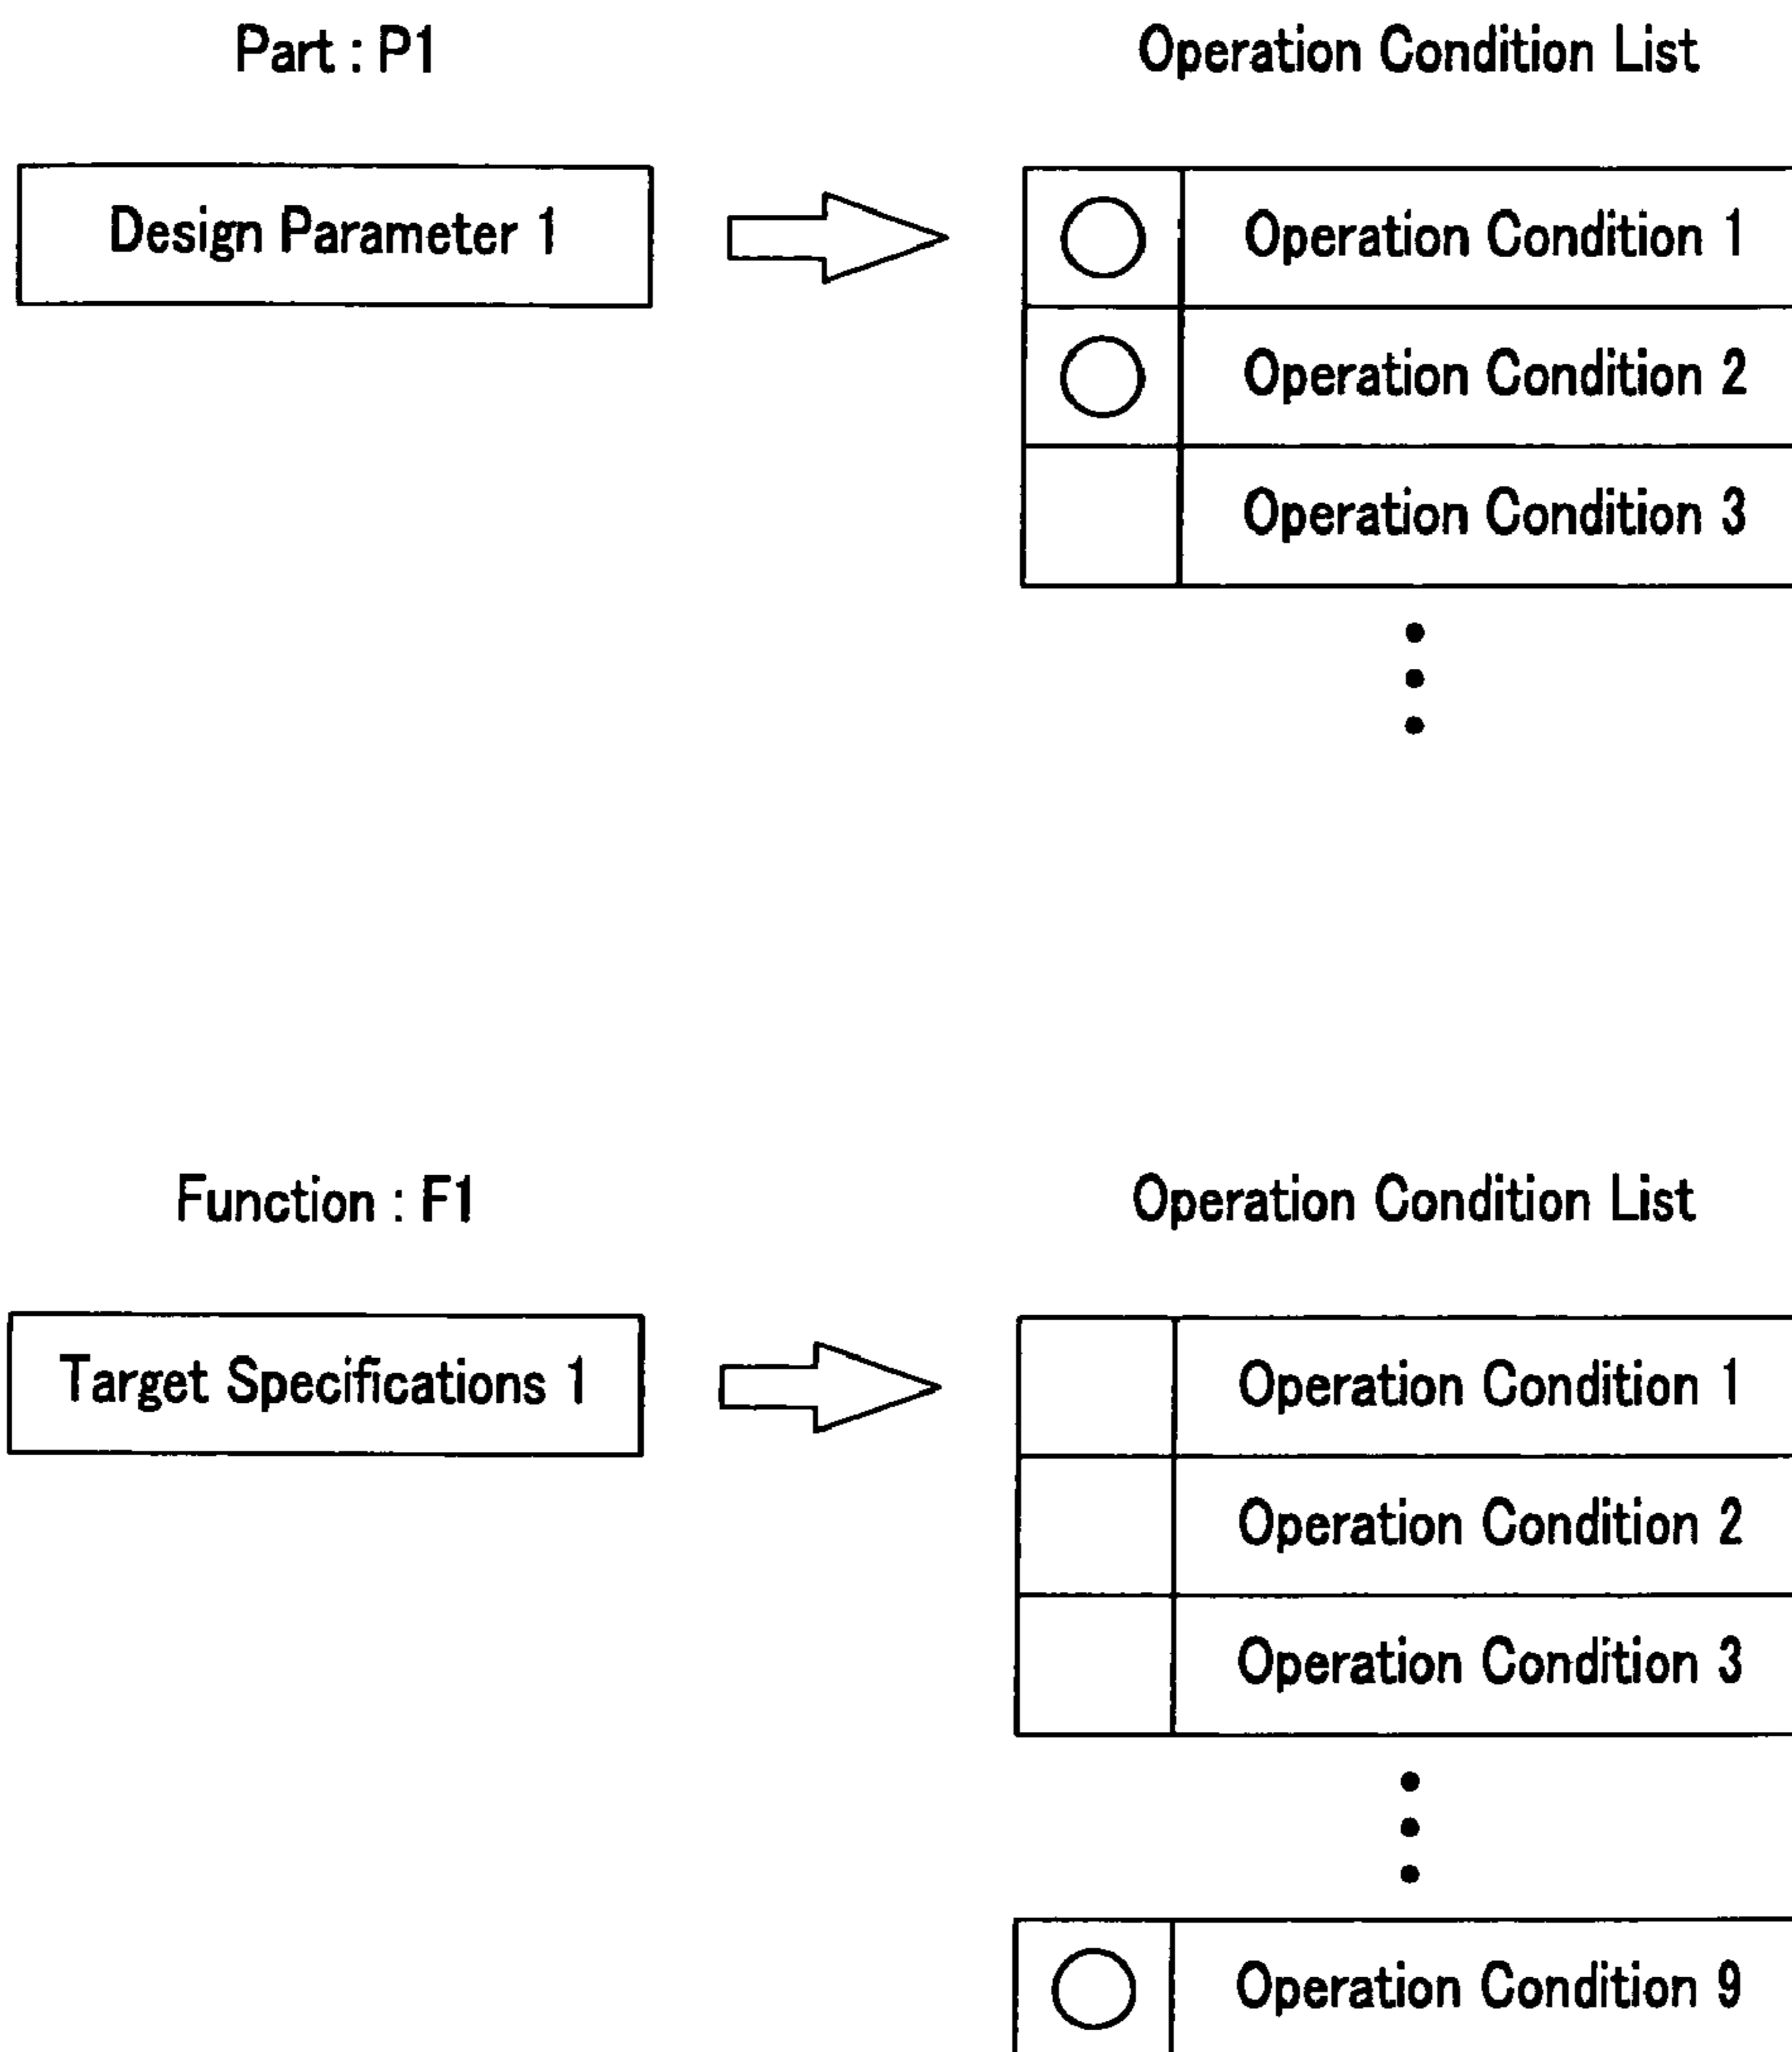 Part : P1
Operation Condition List
Design Parameter 1
Operation Condition 1
Operation Condition 2
Operation Condition 3
Function : F1
Operation Condition List
Target Specifications 1
Operation Condition 1
Operation Condition 2
Operation Condition 3
Operation Condition 9